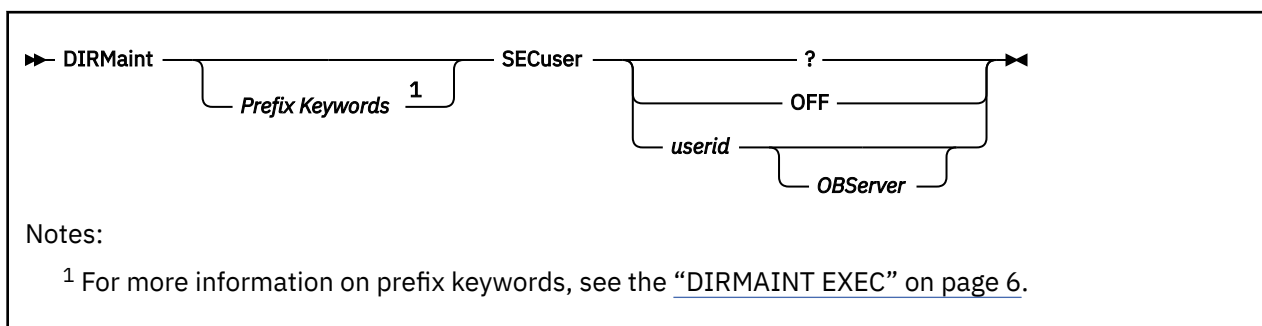 DIRMaint Prefix Keywords 1 SECuser ?
OFF
userid OBServer
Notes:
1 For more information on prefix keywords, see the “DIRMAINT EXEC” on page 6.